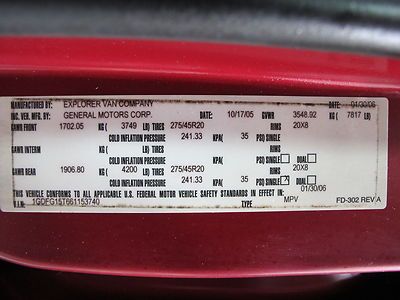 MANUFACTURED BY: EXPLORER VAN COMPANY DATE: 01/30/06
INC. VEH. MFG. BY: GENERAL MOTORS CORP. DATE: 10/17/05 GVWR 3548.92 KG ( 7817 LB)
GAWR FRONT 1702.05 KG ( 3749 LB) TIRES 275/45R20 RIMS 20X8
COLD INFLATION PRESSURE 241.33 KPA( 35 PSI) SINGLE DUAL
GAWR INTERM KG ( LB) TIRES RIMS
COLD INFLATION PRESSURE KPA( PSI) SINGLE DUAL
GAWR REAR 1906.80 KG ( 4200 LB) TIRES 275/45R20 RIMS 20X8
COLD INFLATION PRESSURE 241.33 KPA( 35 PSI) SINGLE X DUAL
THIS VEHICLE CONFORMS TO ALL APPLICABLE U.S. FEDERAL MOTOR VEHICLE SAFETY STANDARDS IN EFFECT IN: 01/30/06
1GDFG15T661153740 TYPE MPV FD-302 REV A